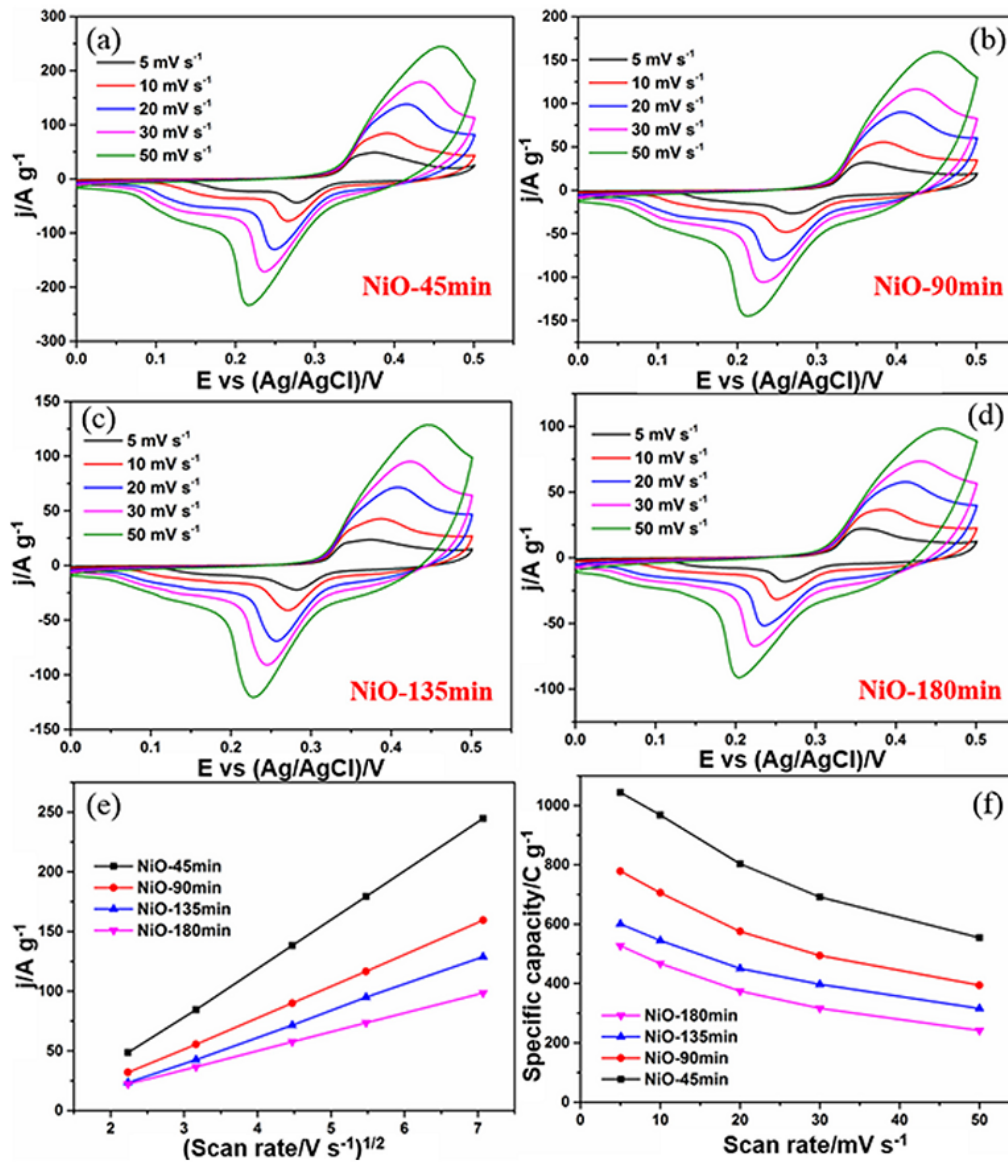 (a)
300
200
100
0
-100
-200
-300
j/A g⁻¹
5 mV s⁻¹
10 mV s⁻¹
20 mV s⁻¹
30 mV s⁻¹
50 mV s⁻¹
NiO-45min
0.0 0.1 0.2 0.3 0.4 0.5
E vs (Ag/AgCl)/V
(b)
200
150
100
50
0
-50
-100
-150
j/A g⁻¹
5 mV s⁻¹
10 mV s⁻¹
20 mV s⁻¹
30 mV s⁻¹
50 mV s⁻¹
NiO-90min
0.0 0.1 0.2 0.3 0.4 0.5
E vs (Ag/AgCl)/V
(c)
150
100
50
0
-50
-100
-150
j/A g⁻¹
5 mV s⁻¹
10 mV s⁻¹
20 mV s⁻¹
30 mV s⁻¹
50 mV s⁻¹
NiO-135min
0.0 0.1 0.2 0.3 0.4 0.5
E vs (Ag/AgCl)/V
(d)
100
50
0
-50
-100
j/A g⁻¹
5 mV s⁻¹
10 mV s⁻¹
20 mV s⁻¹
30 mV s⁻¹
50 mV s⁻¹
NiO-180min
0.0 0.1 0.2 0.3 0.4 0.5
E vs (Ag/AgCl)/V
(e)
250
200
150
100
50
0
j/A g⁻¹
NiO-45min
NiO-90min
NiO-135min
NiO-180min
2 3 4 5 6 7
(Scan rate/V s⁻¹)¹/²
(f)
1000
800
600
400
200
0
Specific capacity/C g⁻¹
NiO-180min
NiO-135min
NiO-90min
NiO-45min
0 10 20 30 40 50
Scan rate/mV s⁻¹